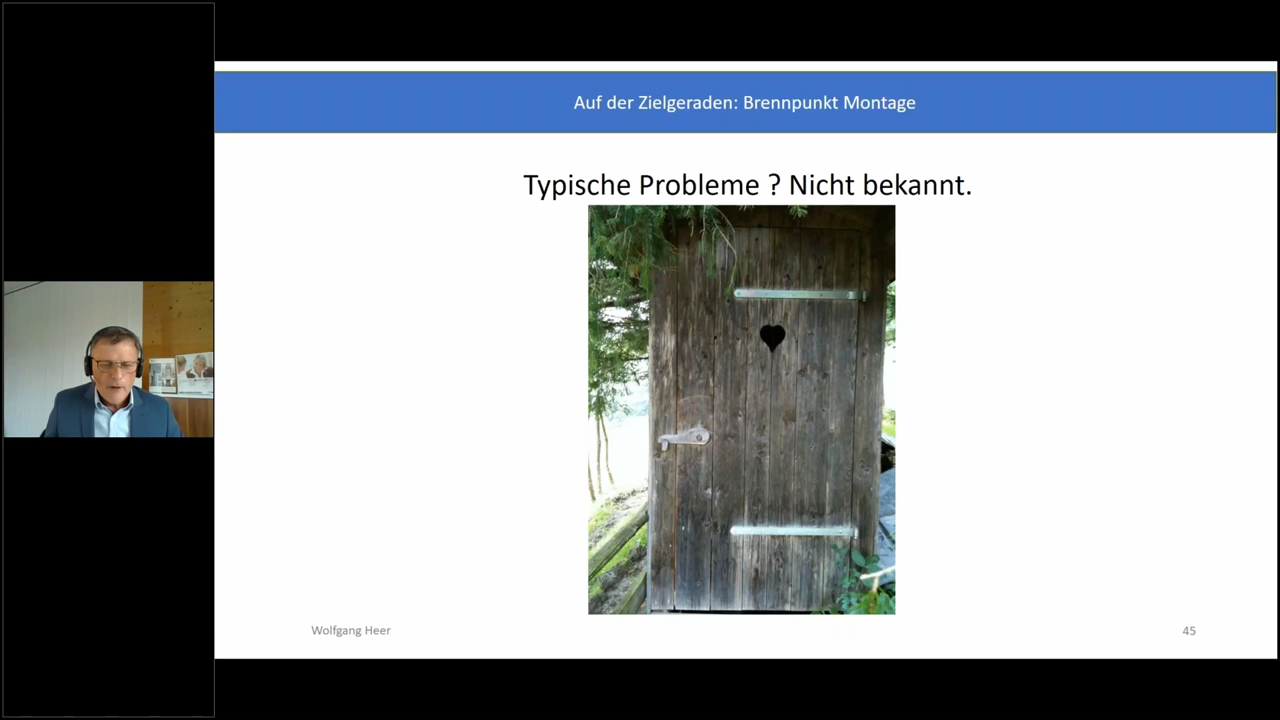 Auf der Zielgeraden: Brennpunkt Montage
Typische Probleme ? Nicht bekannt.
Wolfgang Heer
45